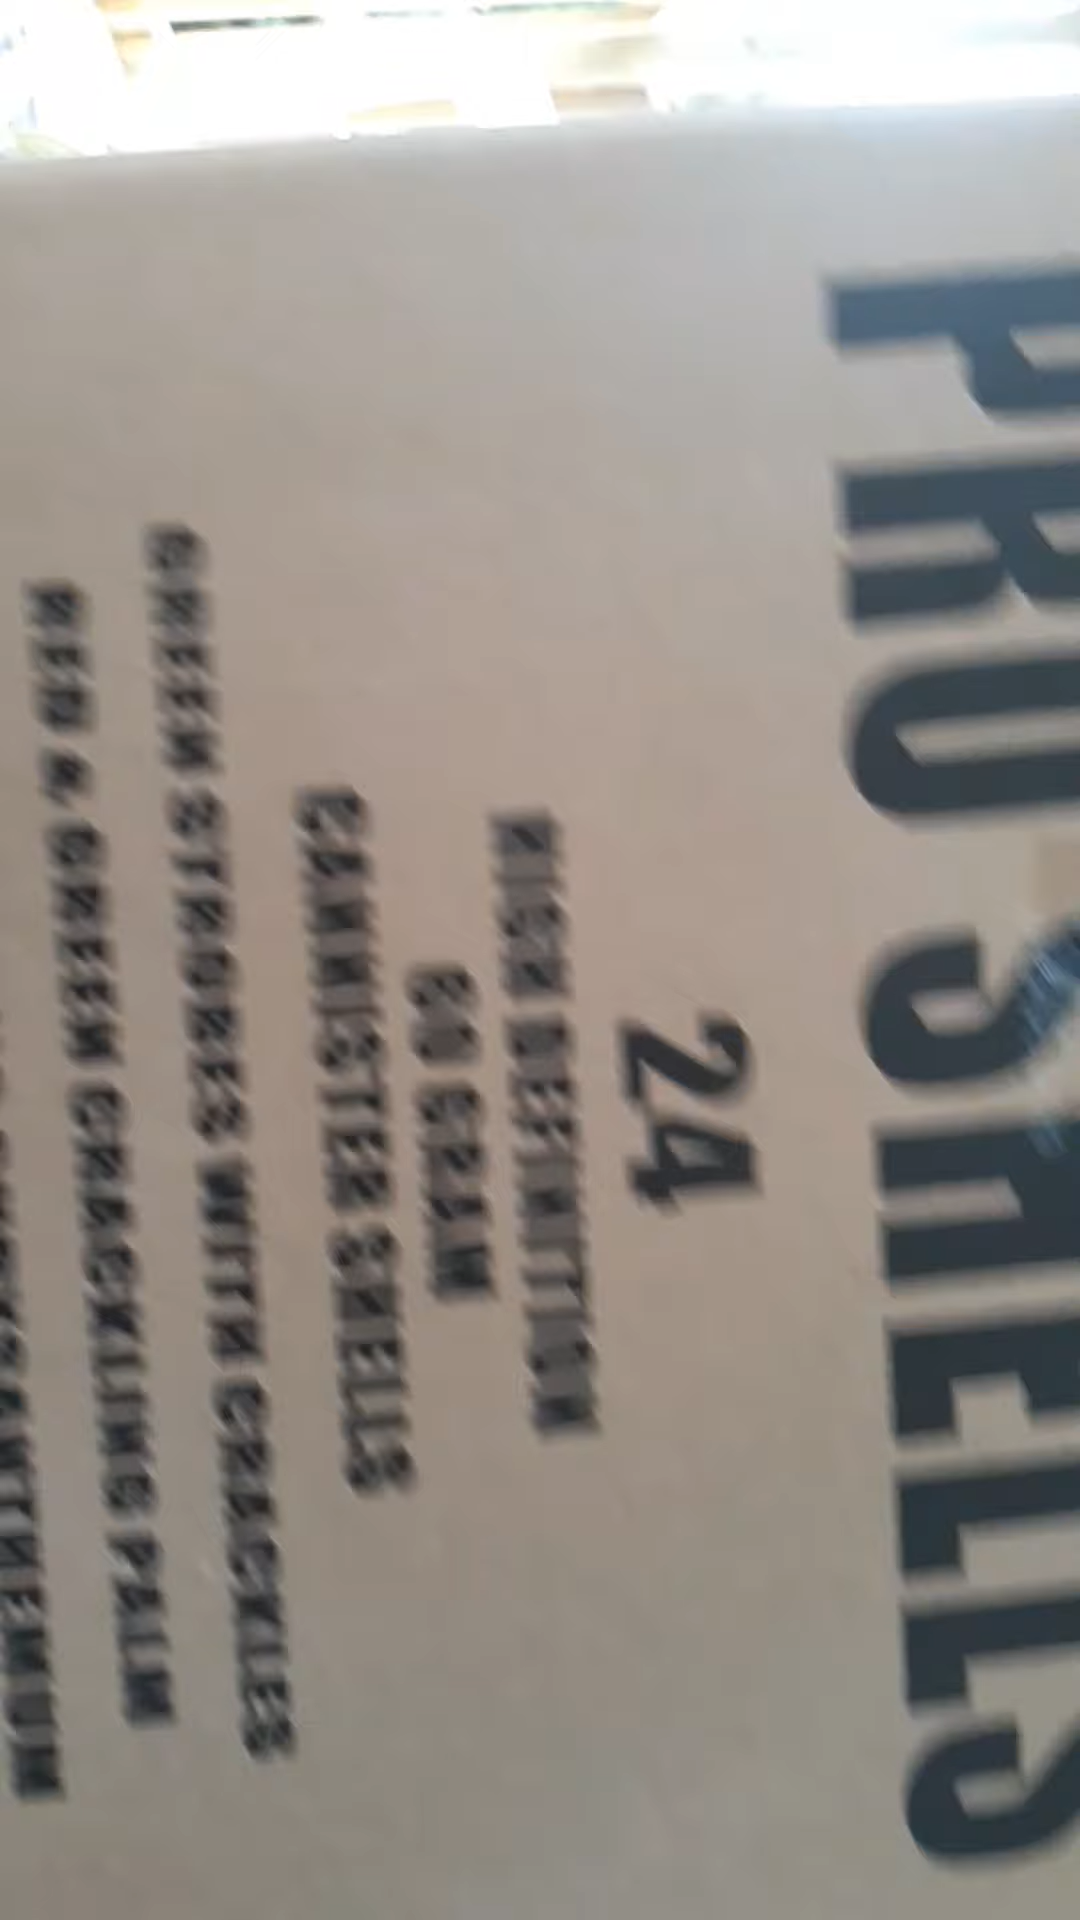 PRO SHELLS
24
HIGH DEFINITION
60 GRAM
CANNISTER SHELLS
GREEN STROBES WITH CRACKLES
RED & GREEN CRACKLING PALM
CHRYSANTHEMUM